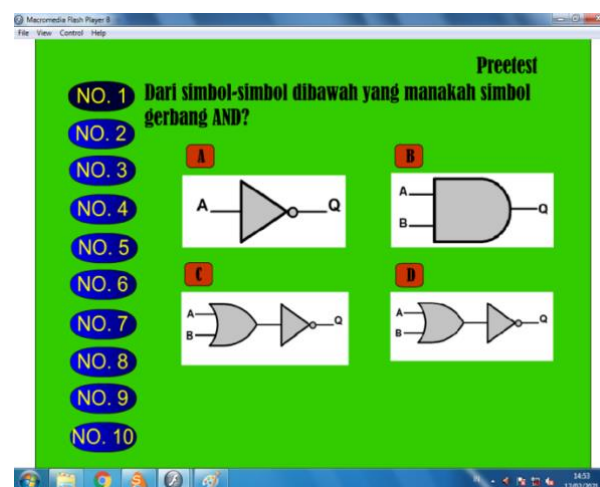 Macromedia Flash Player 8
File View Control Help
Preetest
NO. 1
Dari simbol-simbol dibawah yang manakah simbol
gerbang AND?
NO. 2
NO. 3
NO. 4
NO. 5
NO. 6
NO. 7
NO. 8
NO. 9
NO. 10
A
B
A Q
A
B
Q
C
D
A
B
Q
A
B
Q
14:53